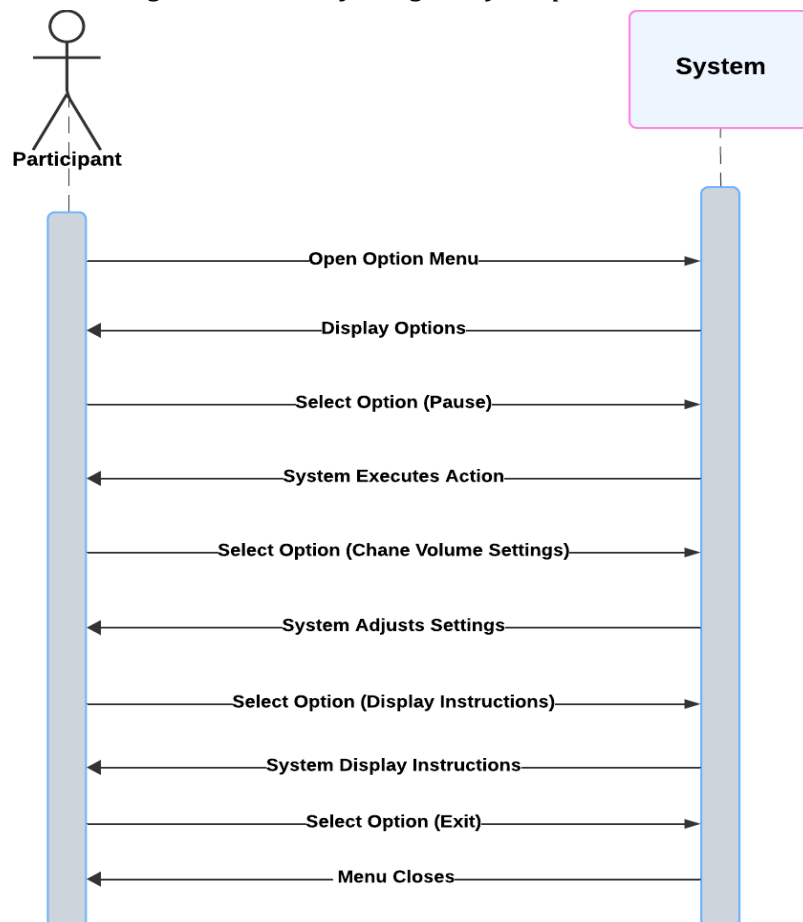 System
Participant
Open Option Menu
Display Options
Select Option (Pause)
System Executes Action
Select Option (Chane Volume Settings)
System Adjusts Settings
Select Option (Display Instructions)
System Display Instructions
Select Option (Exit)
Menu Closes